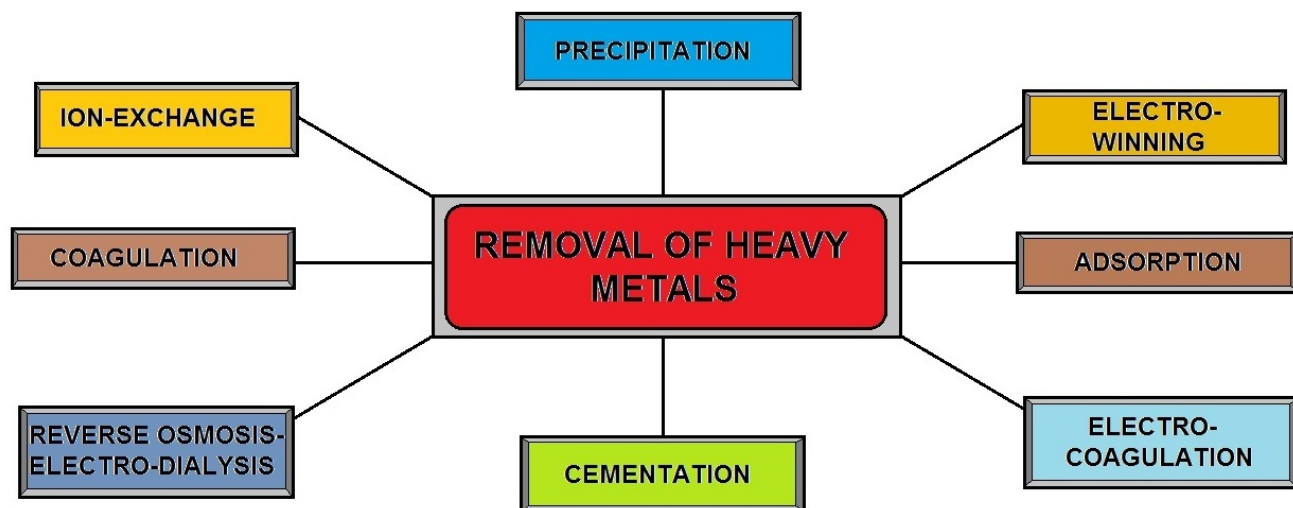 PRECIPITATION
ION-EXCHANGE
ELECTRO-
WINNING
COAGULATION
REMOVAL OF HEAVY
METALS
ADSORPTION
REVERSE OSMOSIS-
ELECTRO-DIALYSIS
CEMENTATION
ELECTRO-
COAGULATION